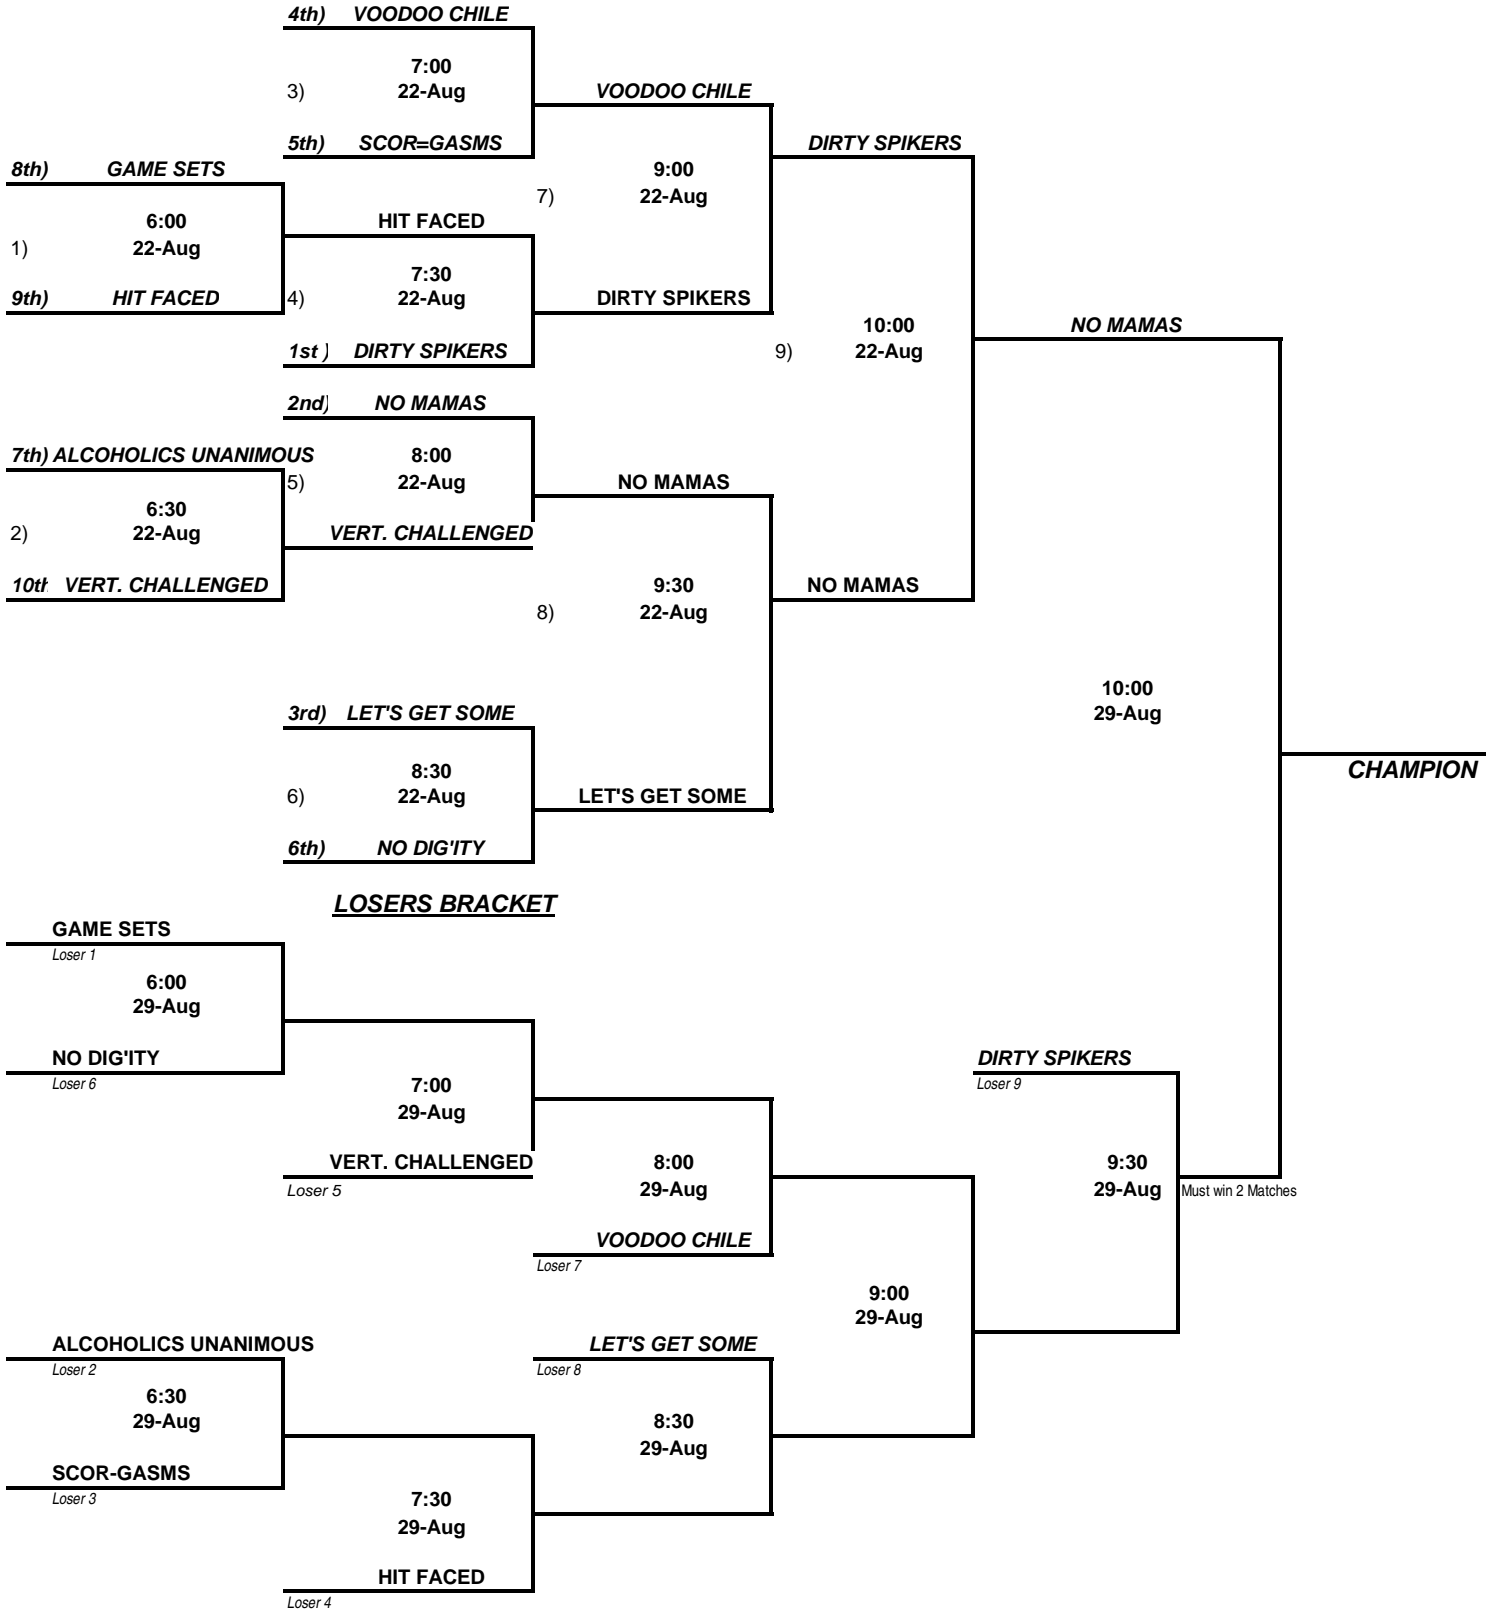 4th) VOODOO CHILE
7:00
3) 22-Aug
VOODOO CHILE
5th) SCOR=GASMS
DIRTY SPIKERS
8th) GAME SETS
9:00
7) 22-Aug
6:00
HIT FACED
1) 22-Aug
7:30
9th) HIT FACED
4) 22-Aug
DIRTY SPIKERS
10:00
NO MAMAS
1st ) DIRTY SPIKERS
9) 22-Aug
2nd) NO MAMAS
7th) ALCOHOLICS UNANIMOUS
8:00
5) 22-Aug
NO MAMAS
6:30
2) 22-Aug
VERT. CHALLENGED
10th VERT. CHALLENGED
9:30
NO MAMAS
8) 22-Aug
10:00
29-Aug
3rd) LET'S GET SOME
8:30
CHAMPION
6) 22-Aug
LET'S GET SOME
6th) NO DIG'ITY
LOSERS BRACKET
GAME SETS
Loser 1
6:00
29-Aug
NO DIG'ITY
Loser 6
DIRTY SPIKERS
Loser 9
7:00
29-Aug
VERT. CHALLENGED
Loser 5
8:00
29-Aug
9:30
29-Aug
Must win 2 Matches
VOODOO CHILE
Loser 7
9:00
29-Aug
ALCOHOLICS UNANIMOUS
Loser 2
LET'S GET SOME
Loser 8
6:30
29-Aug
8:30
29-Aug
SCOR-GASMS
Loser 3
7:30
29-Aug
HIT FACED
Loser 4